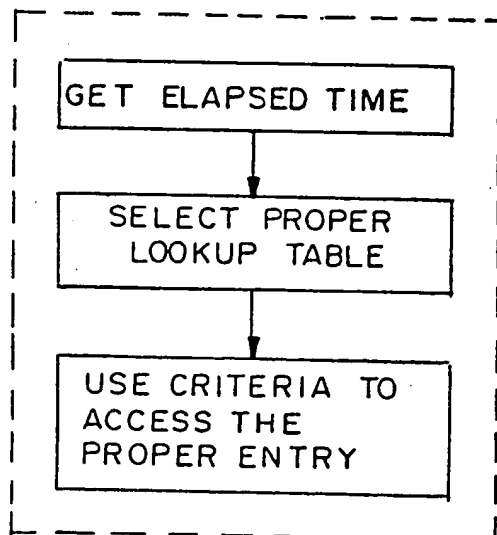 GET ELAPSED TIME
SELECT PROPER
LOOKUP TABLE
USE CRITERIA TO
ACCESS THE
PROPER ENTRY